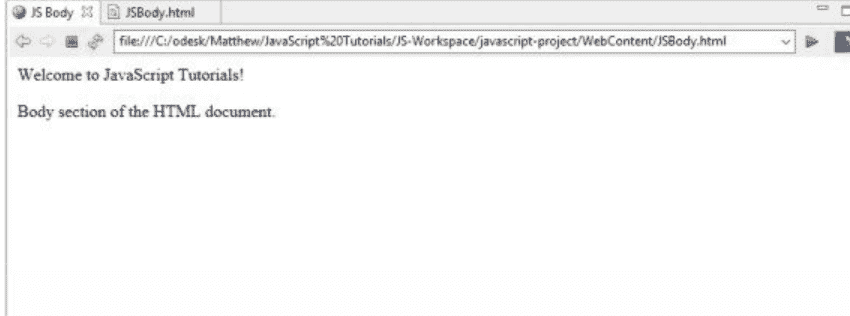 JS Body JSBody.html
file:///C:/odesk/Matthew/JavaScript%20Tutorials/JS-Workspace/javascript-project/WebContent/JSBody.html
Welcome to JavaScript Tutorials!
Body section of the HTML document.